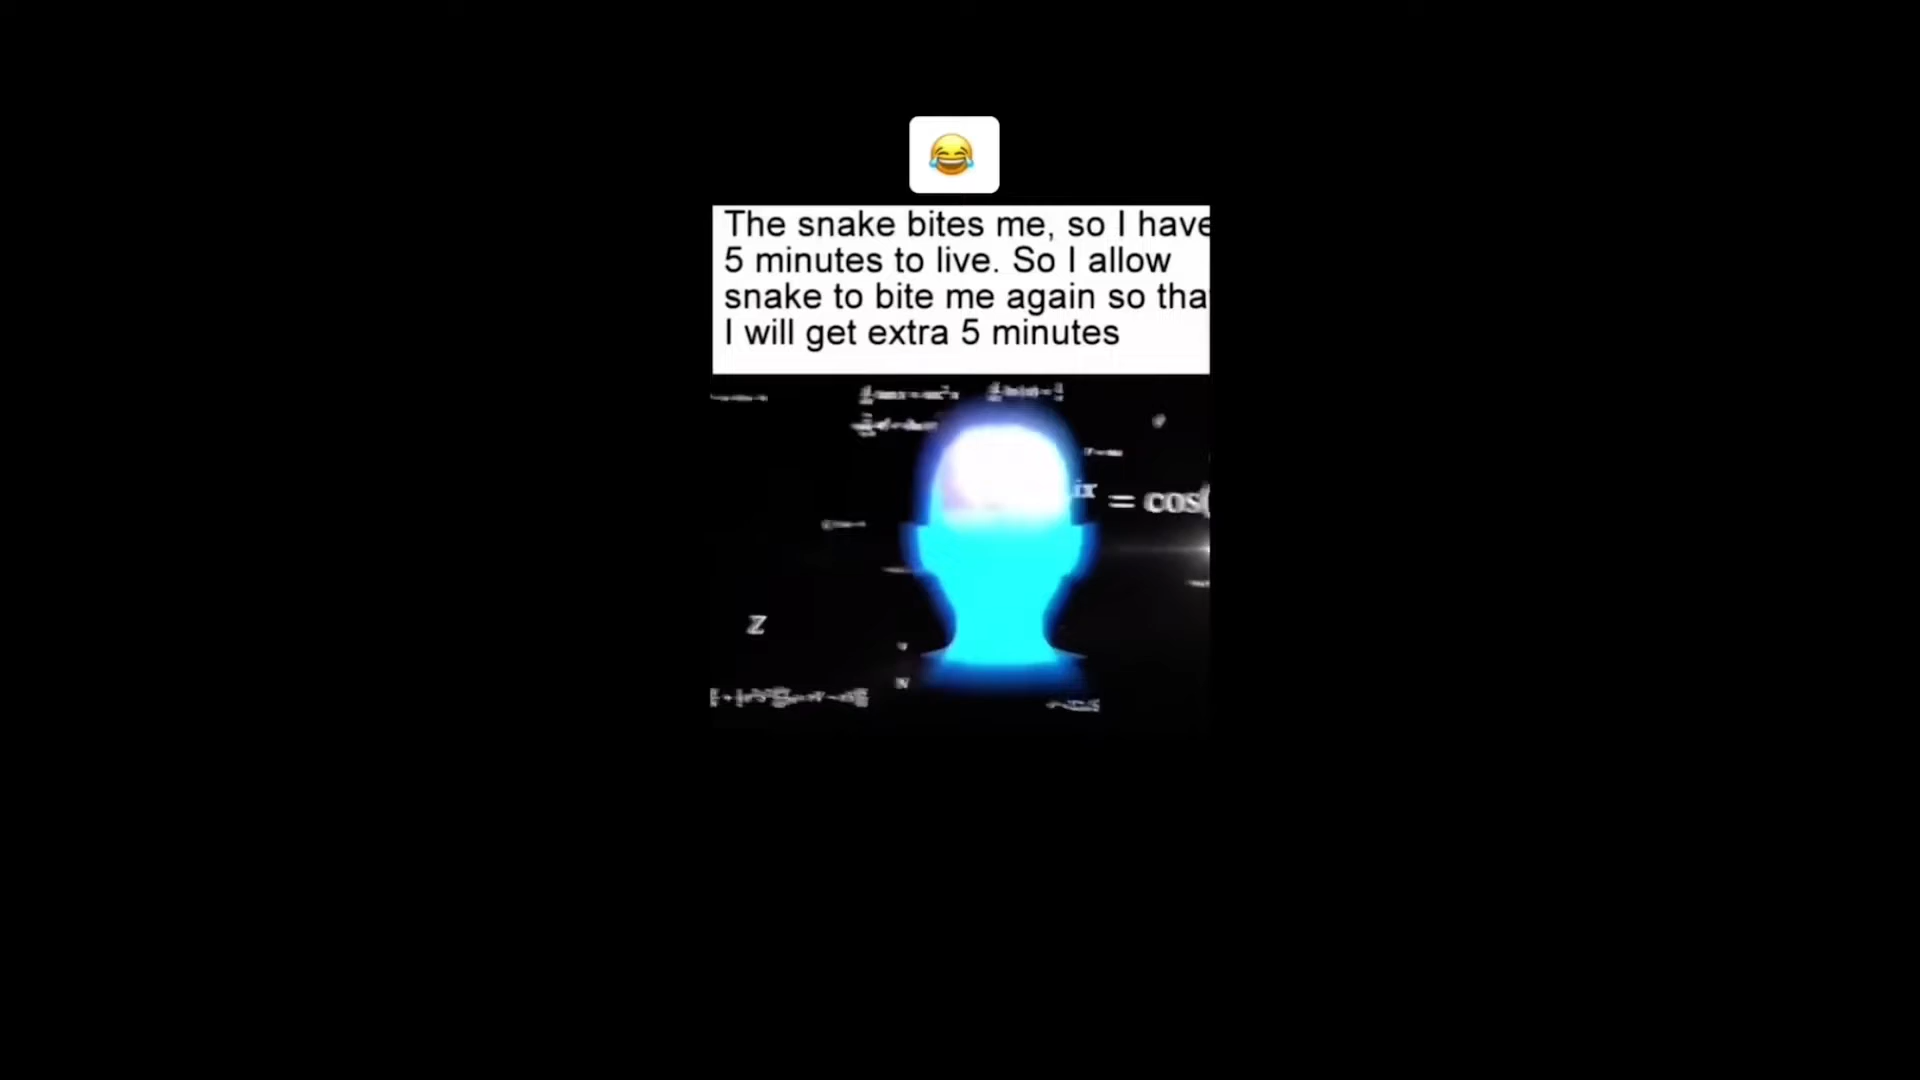 😂
The snake bites me, so I have
5 minutes to live. So I allow
snake to bite me again so tha
I will get extra 5 minutes
ix = cos(
Z
N